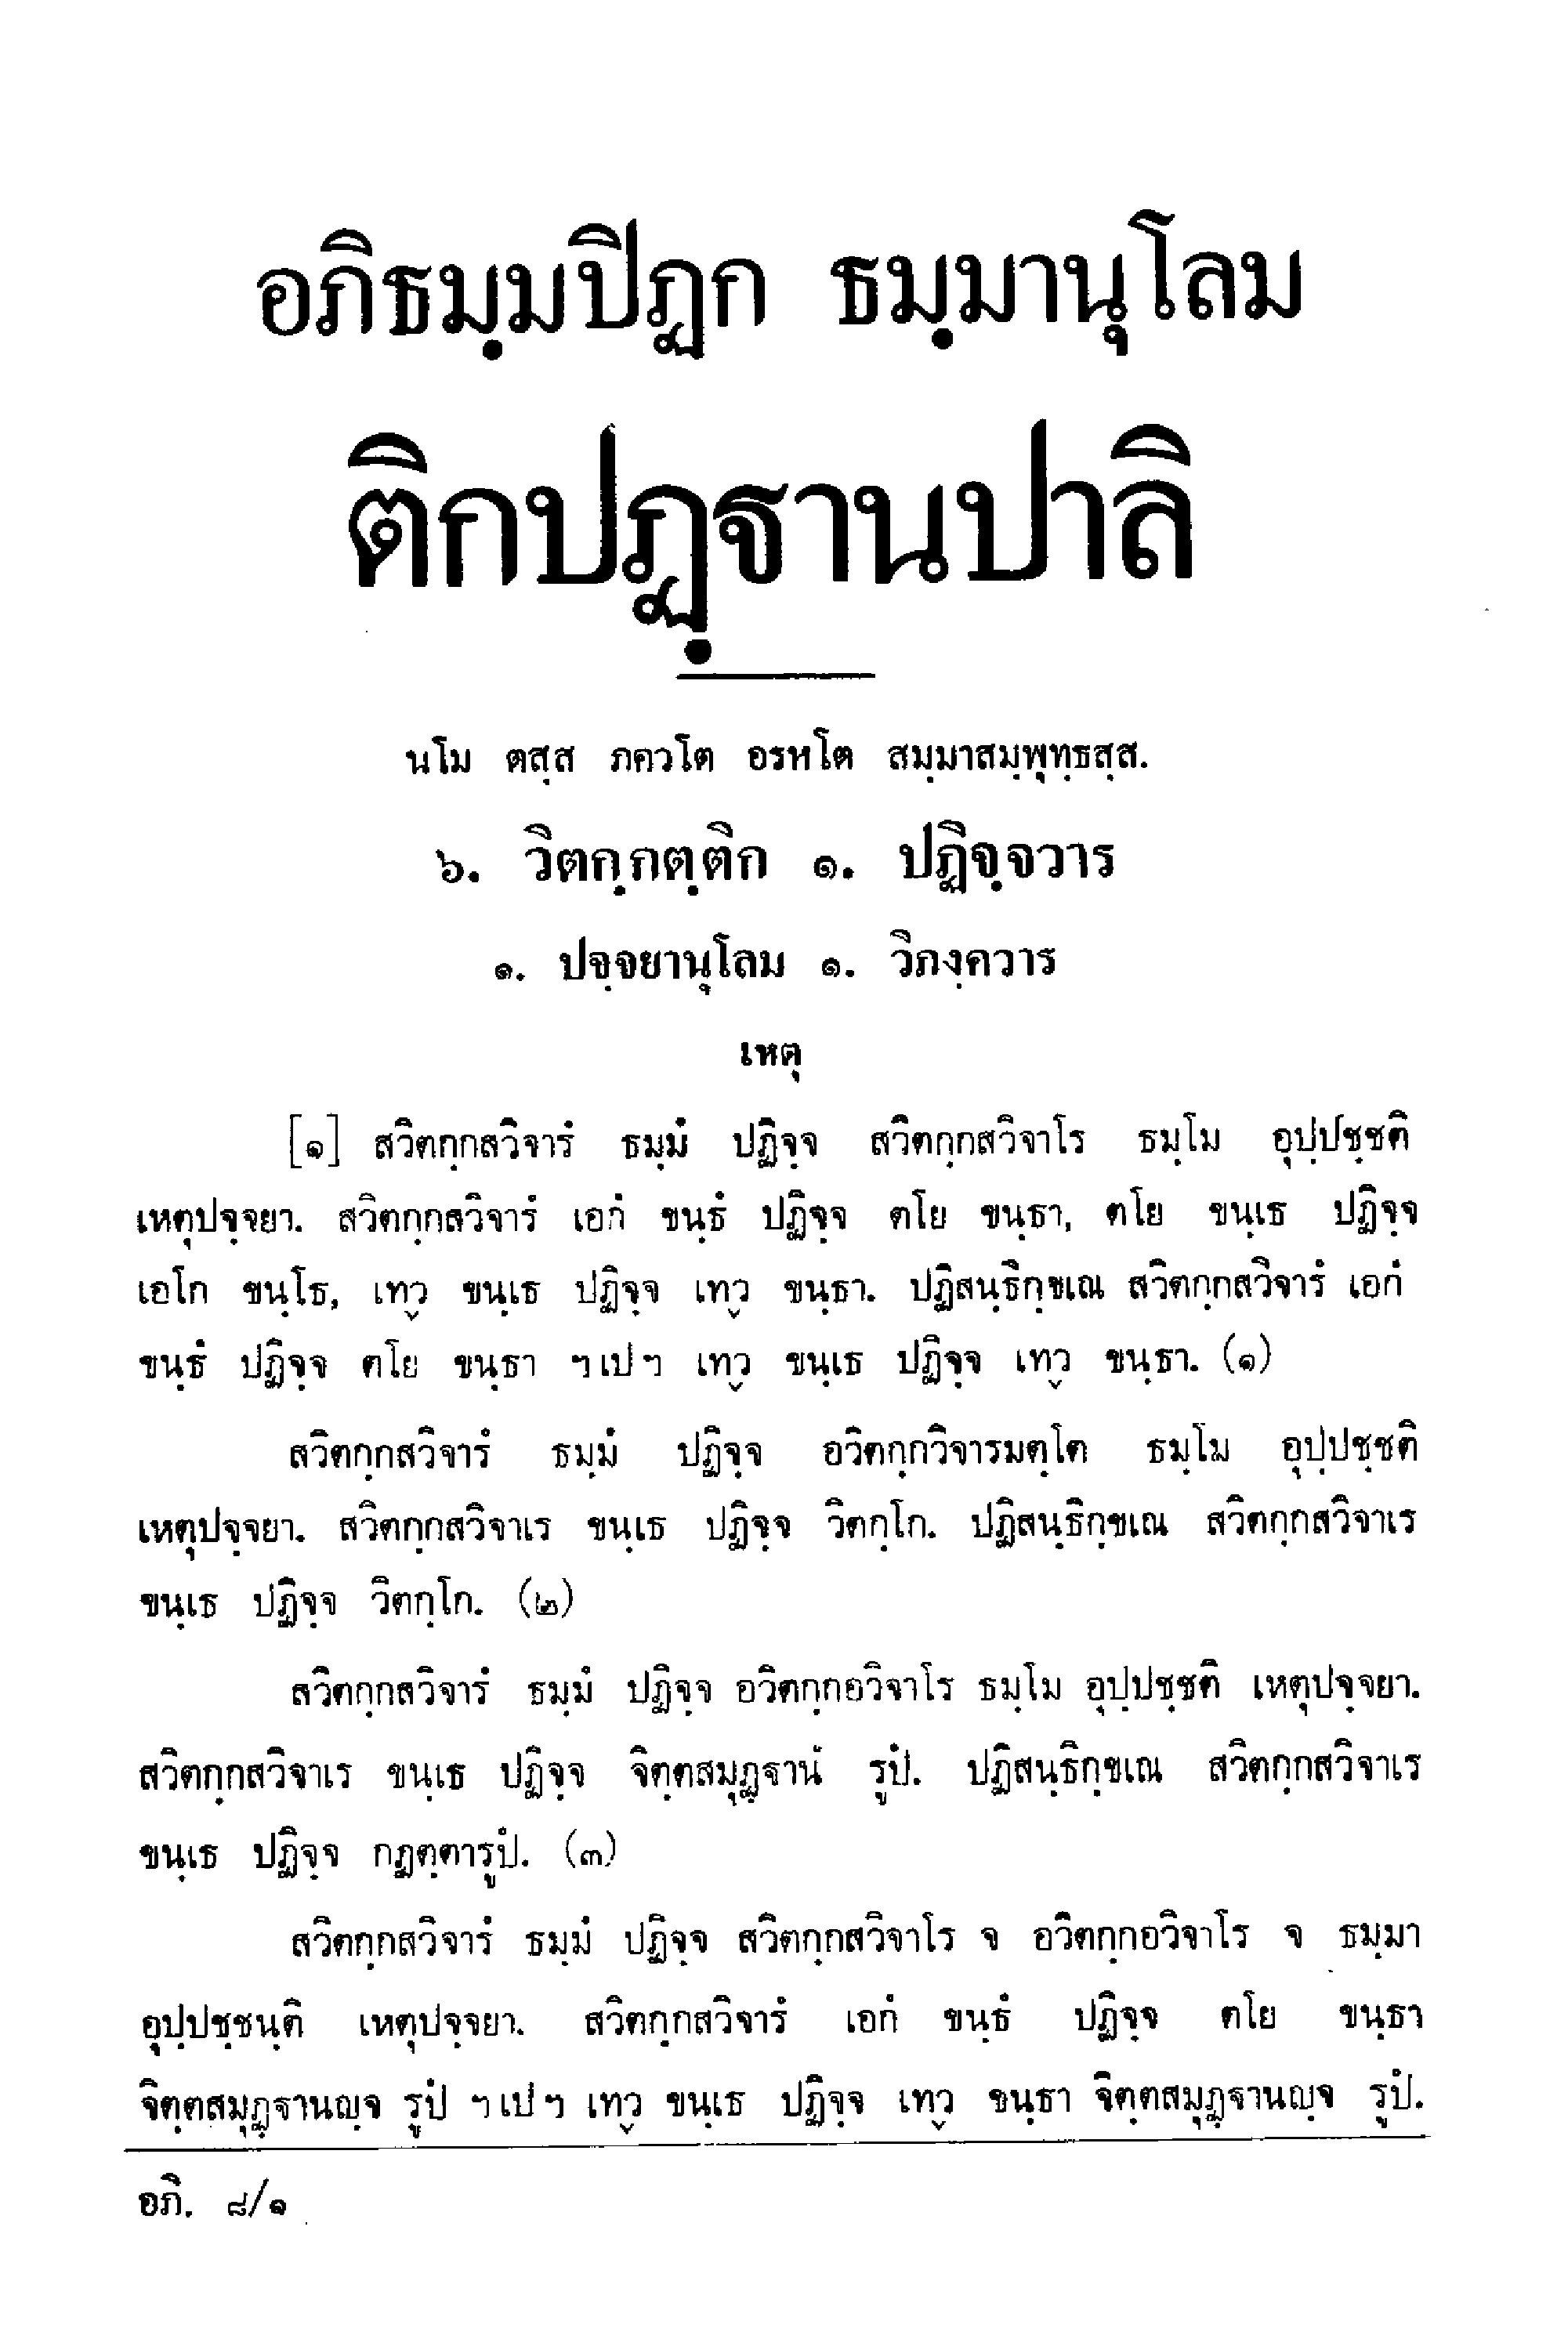 อภิธมฺมปิฏก ธมฺมานุโลม
ติกปฏฺฐานปาลิ
นโม ตสฺส ภควโต อรหโต สมฺมาสมฺพุทฺธสฺส.
๖. วิตกฺกตฺติก ๑. ปฏิจฺจวาร
๑. ปจฺจยานุโลม ๑. วิภงฺควาร
เหตุ
[๑] สวิตกฺกสวิจารํ ธมฺมํ ปฏิจฺจ สวิตกฺกสวิจาโร ธมฺโม อุปฺปชฺชติ
เหตุปจฺจยา. สวิตกฺกสวิจารํ เอกํ ขนฺธํ ปฏิจฺจ ตโย ขนฺธา, ตโย ขนฺเธ ปฏิจฺจ
เอโก ขนฺโธ, เทฺว ขนฺเธ ปฏิจฺจ เทฺว ขนฺธา. ปฏิสนฺธิกฺขเณ สวิตกฺกสวิจารํ เอกํ
ขนฺธํ ปฏิจฺจ ตโย ขนฺธา ฯเปฯ เทฺว ขนฺเธ ปฏิจฺจ เทฺว ขนฺธา. (๑)
สวิตกฺกสวิจารํ ธมฺมํ ปฏิจฺจ อวิตกฺกวิจารมตฺโต ธมฺโม อุปฺปชฺชติ
เหตุปจฺจยา. สวิตกฺกสวิจาเร ขนฺเธ ปฏิจฺจ วิตกฺโก. ปฏิสนฺธิกฺขเณ สวิตกฺกสวิจาเร
ขนฺเธ ปฏิจฺจ วิตกฺโก. (๒)
สวิตกฺกสวิจารํ ธมฺมํ ปฏิจฺจ อวิตกฺกอวิจาโร ธมฺโม อุปฺปชฺชติ เหตุปจฺจยา.
สวิตกฺกสวิจาเร ขนฺเธ ปฏิจฺจ จิตฺตสมุฏฺฐานํ รูปํ. ปฏิสนฺธิกฺขเณ สวิตกฺกสวิจาเร
ขนฺเธ ปฏิจฺจ กฏตฺตารูปํ. (๓)
สวิตกฺกสวิจารํ ธมฺมํ ปฏิจฺจ สวิตกฺกสวิจาโร จ อวิตกฺกอวิจาโร จ ธมฺมา
อุปฺปชฺชนฺติ เหตุปจฺจยา. สวิตกฺกสวิจารํ เอกํ ขนฺธํ ปฏิจฺจ ตโย ขนฺธา
จิตฺตสมุฏฺฐานญฺจ รูปํ ฯเปฯ เทฺว ขนฺเธ ปฏิจฺจ เทฺว ขนฺธา จิตฺตสมุฏฺฐานญฺจ รูปํ.
อภิ. ๘/๑